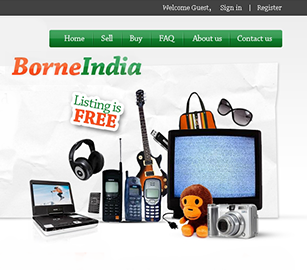 Welcome Guest, Sign in | Register
Home Sell Buy FAQ About us Contact us
BorneIndia
Listing is
FREE